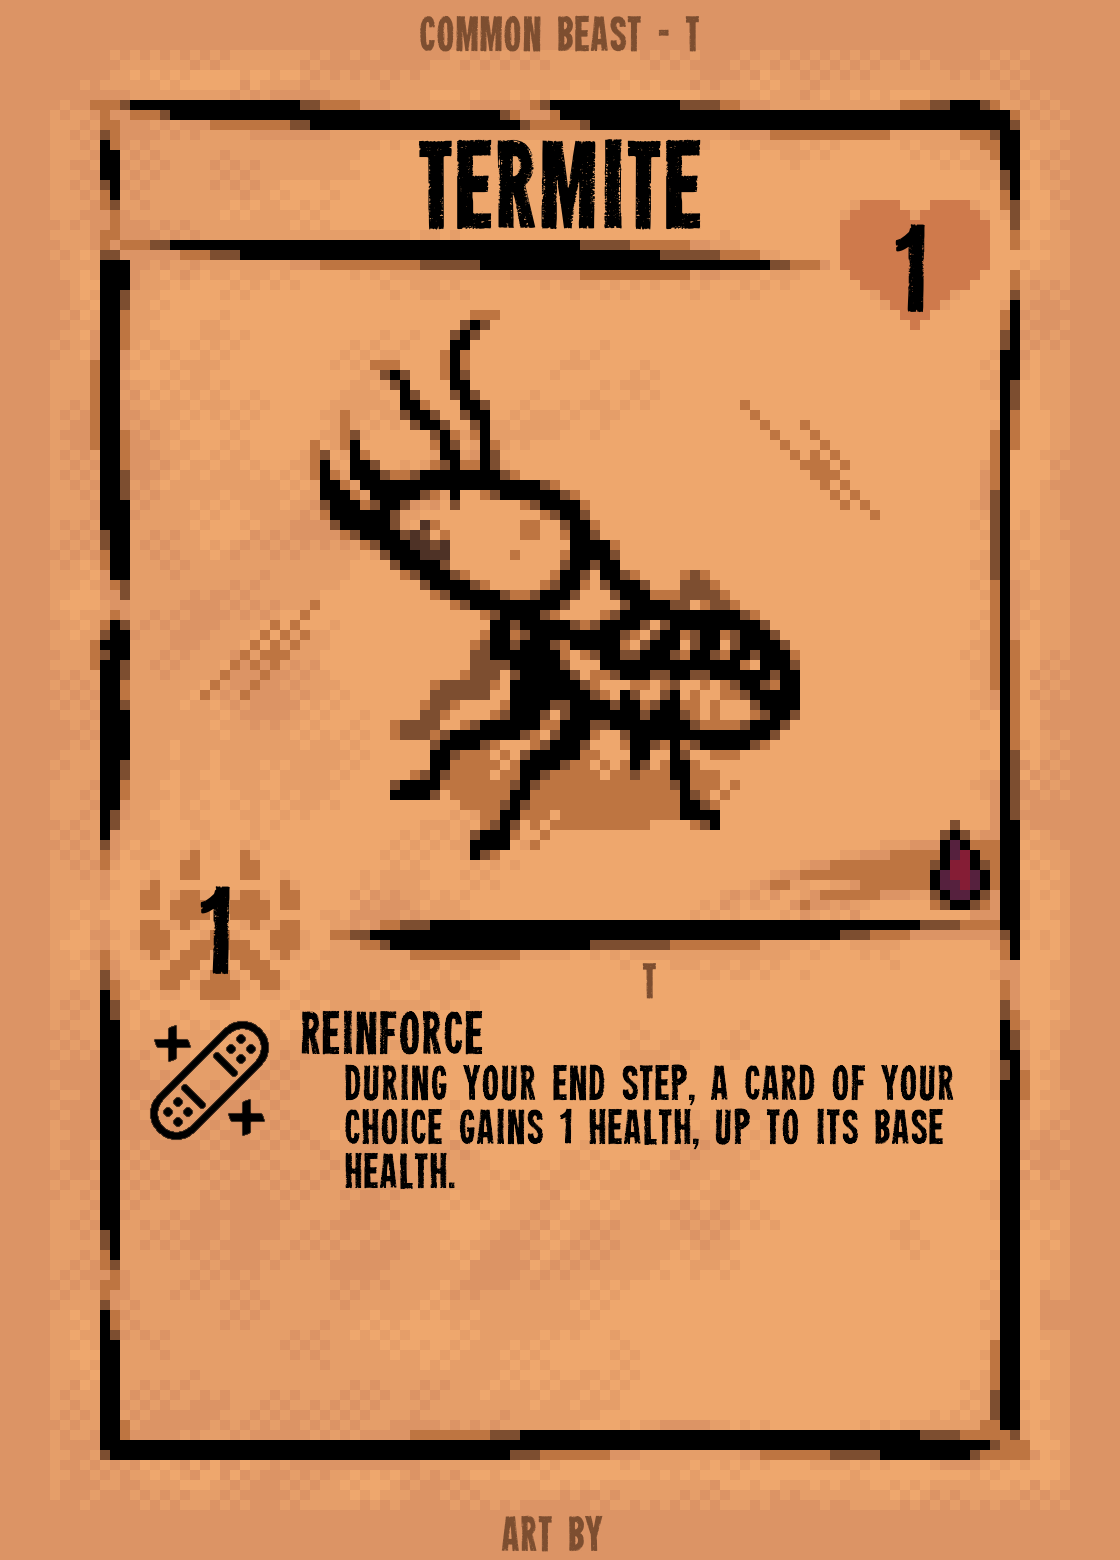 COMMON BEAST - T
TERMITE
1
1
T
REINFORCE
DURING YOUR END STEP, A CARD OF YOUR
CHOICE GAINS 1 HEALTH, UP TO ITS BASE
HEALTH.
ART BY